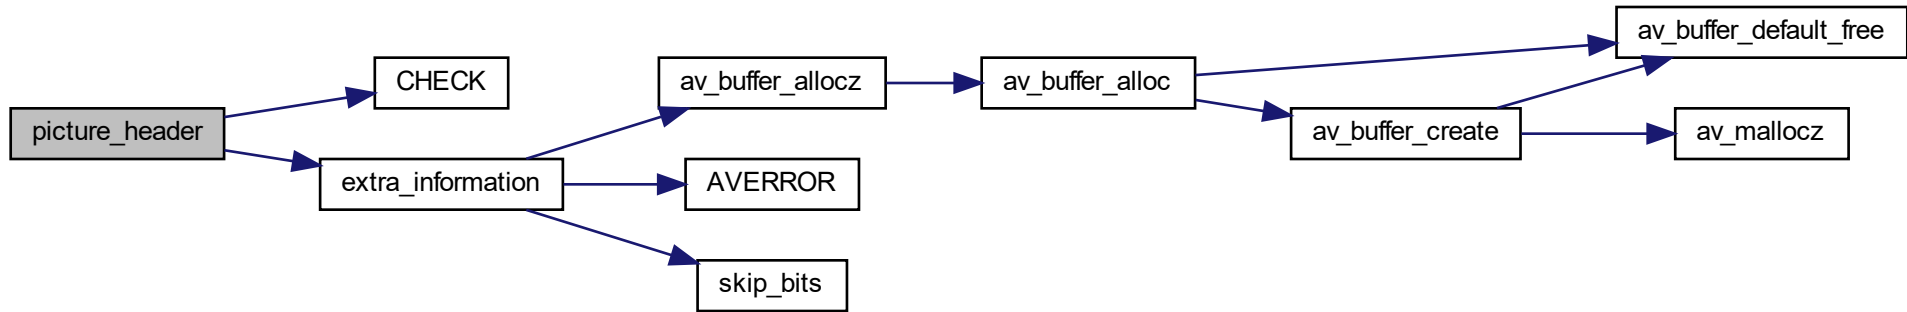 picture_header
CHECK
extra_information
av_buffer_allocz
AVERROR
skip_bits
av_buffer_alloc
av_buffer_create
av_buffer_default_free
av_mallocz